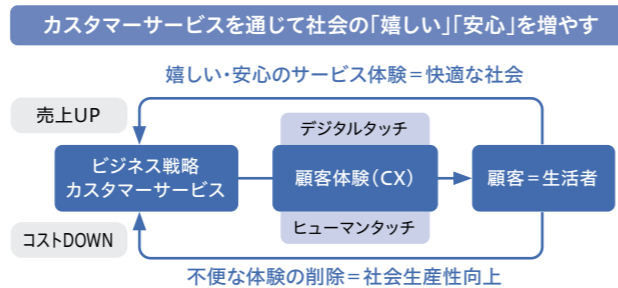 カスタマーサービスを通じて社会の「嬉しい」「安心」を増やす
嬉しい・安心のサービス体験＝快適な社会
売上UP
デジタルタッチ
ビジネス戦略
カスタマーサービス
顧客体験（CX）
顧客＝生活者
ヒューマンタッチ
コストDOWN
不便な体験の削除＝社会生産性向上